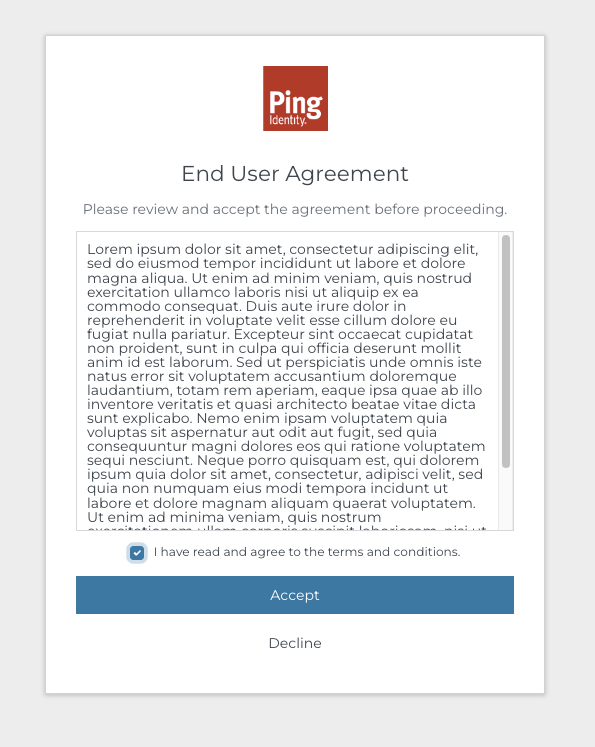 Ping
Identity.
End User Agreement
Please review and accept the agreement before proceeding.
Lorem ipsum dolor sit amet, consectetur adipiscing elit,
sed do eiusmod tempor incididunt ut labore et dolore
magna aliqua. Ut enim ad minim veniam, quis nostrud
exercitation ullamco laboris nisi ut aliquip ex ea
commodo consequat. Duis aute irure dolor in
reprehenderit in voluptate velit esse cillum dolore eu
fugiat nulla pariatur. Excepteur sint occaecat cupidatat
non proident, sunt in culpa qui officia deserunt mollit
anim id est laborum. Sed ut perspiciatis unde omnis iste
natus error sit voluptatem accusantium doloremque
laudantium, totam rem aperiam, eaque ipsa quae ab illo
inventore veritatis et quasi architecto beatae vitae dicta
sunt explicabo. Nemo enim ipsam voluptatem quia
voluptas sit aspernatur aut odit aut fugit, sed quia
consequuntur magni dolores eos qui ratione voluptatem
sequi nesciunt. Neque porro quisquam est, qui dolorem
ipsum quia dolor sit amet, consectetur, adipisci velit, sed
quia non numquam eius modi tempora incidunt ut
labore et dolore magnam aliquam quaerat voluptatem.
Ut enim ad minima veniam, quis nostrum
I have read and agree to the terms and conditions.
Accept
Decline